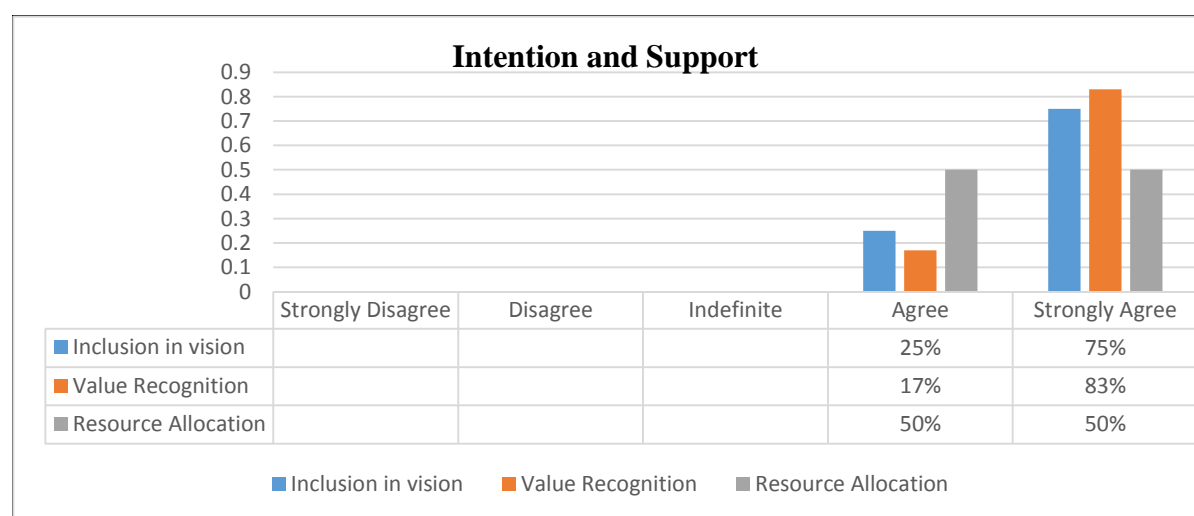 Intention and Support
0.9
0.8
0.7
0.6
0.5
0.4
0.3
0.2
0.1
0
Strongly Disagree Disagree Indefinite Agree Strongly Agree
Inclusion in vision 25% 75%
Value Recognition 17% 83%
Resource Allocation 50% 50%
Inclusion in vision Value Recognition Resource Allocation